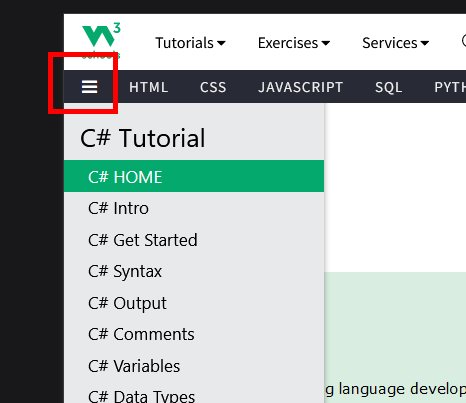 3
schools
Tutorials Exercises Services
HTML CSS JAVASCRIPT SQL PYTH
C# Tutorial
C# HOME
C# Intro
C# Get Started
C# Syntax
C# Output
C# Comments
C# Variables
C# Data Types
g language develop